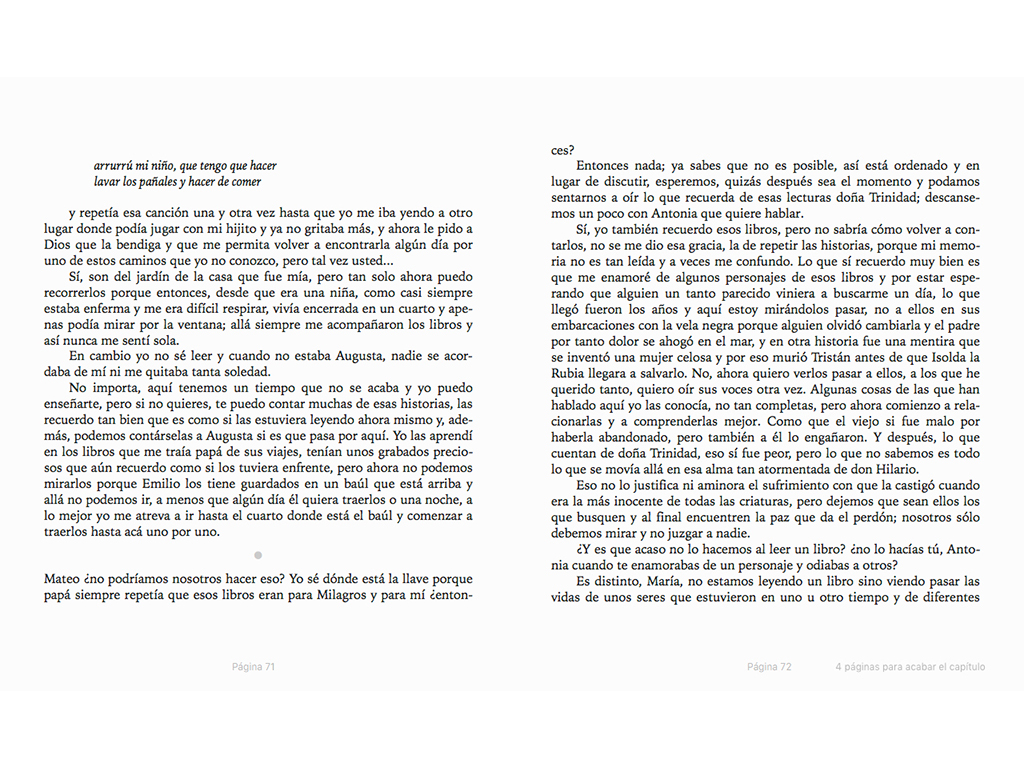 arrurrú mi niño, que tengo que hacer
lavar los pañales y hacer de comer
y repetía esa canción una y otra vez hasta que yo me iba yendo a otro
lugar donde podía jugar con mi hijito y ya no gritaba más, y ahora le pido a
Dios que la bendiga y que me permita volver a encontrarla algún día por
uno de estos caminos que yo no conozco, pero tal vez usted...
Sí, son del jardín de la casa que fue mía, pero tan solo ahora puedo
recorrerlos porque entonces, desde que era una niña, como casi siempre
estaba enferma y me era difícil respirar, vivía encerrada en un cuarto y ape-
nas podía mirar por la ventana; allá siempre me acompañaron los libros y
así nunca me sentí sola.
En cambio yo no sé leer y cuando no estaba Augusta, nadie se acor-
daba de mí ni me quitaba tanta soledad.
No importa, aquí tenemos un tiempo que no se acaba y yo puedo
enseñarte, pero si no quieres, te puedo contar muchas de esas historias, las
recuerdo tan bien que es como si las estuviera leyendo ahora mismo y, ade-
más, podemos contárselas a Augusta si es que pasa por aquí. Yo las aprendí
en los libros que me traía papá de sus viajes, tenían unos grabados precio-
sos que aún recuerdo como si los tuviera enfrente, pero ahora no podemos
mirarlos porque Emilio los tiene guardados en un baúl que está arriba y
allá no podemos ir, a menos que algún día él quiera traerlos o una noche, a
lo mejor yo me atreva a ir hasta el cuarto donde está el baúl y comenzar a
traerlos hasta acá uno por uno.
Mateo ¿no podríamos nosotros hacer eso? Yo sé dónde está la llave porque
papá siempre repetía que esos libros eran para Milagros y para mí ¿enton-
Página 71
ces?
Entonces nada; ya sabes que no es posible, así está ordenado y en
lugar de discutir, esperemos, quizás después sea el momento y podamos
sentarnos a oír lo que recuerda de esas lecturas doña Trinidad; descanse-
mos un poco con Antonia que quiere hablar.
Sí, yo también recuerdo esos libros, pero no sabría cómo volver a con-
tarlos, no se me dio esa gracia, la de repetir las historias, porque mi memo-
ria no es tan leída y a veces me confundo. Lo que sí recuerdo muy bien es
que me enamoré de algunos personajes de esos libros y por estar espe-
rando que alguien un tanto parecido viniera a buscarme un día, lo que
llegó fueron los años y aquí estoy mirándolos pasar, no a ellos en sus
embarcaciones con la vela negra porque alguien olvidó cambiarla y el padre
por tanto dolor se ahogó en el mar, y en otra historia fue una mentira que
se inventó una mujer celosa y por eso murió Tristán antes de que Isolda la
Rubia llegara a salvarlo. No, ahora quiero verlos pasar a ellos, a los que he
querido tanto, quiero oír sus voces otra vez. Algunas cosas de las que han
hablado aquí yo las conocía, no tan completas, pero ahora comienzo a rela-
cionarlas y a comprenderlas mejor. Como que el viejo si fue malo por
haberla abandonado, pero también a él lo engañaron. Y después, lo que
cuentan de doña Trinidad, eso sí fue peor, pero lo que no sabemos es todo
lo que se movía allá en esa alma tan atormentada de don Hilario.
Eso no lo justifica ni aminora el sufrimiento con que la castigó cuando
era la más inocente de todas las criaturas, pero dejemos que sean ellos los
que busquen y al final encuentren la paz que da el perdón; nosotros sólo
debemos mirar y no juzgar a nadie.
¿Y es que acaso no lo hacemos al leer un libro? ¿no lo hacías tú, Anto-
nia cuando te enamorabas de un personaje y odiabas a otros?
Es distinto, María, no estamos leyendo un libro sino viendo pasar las
vidas de unos seres que estuvieron en uno u otro tiempo y de diferentes
Página 72
4 páginas para acabar el capítulo